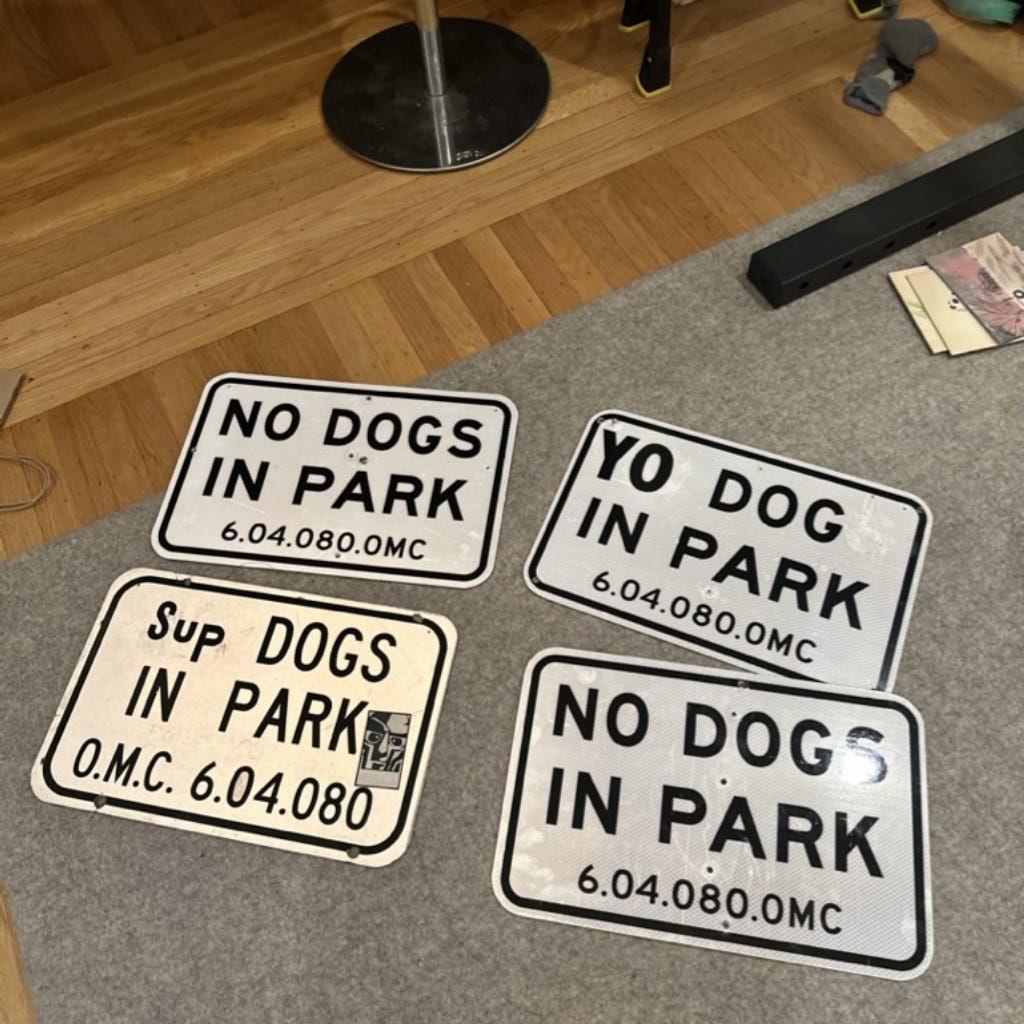 NO DOGS
IN PARK
6.04.080.0MC
YO DOG
IN PARK
6.04.080.0MC
Sup DOGS
IN PARK
O.M.C. 6.04.080
NO DOGS
IN PARK
6.04.080.0MC